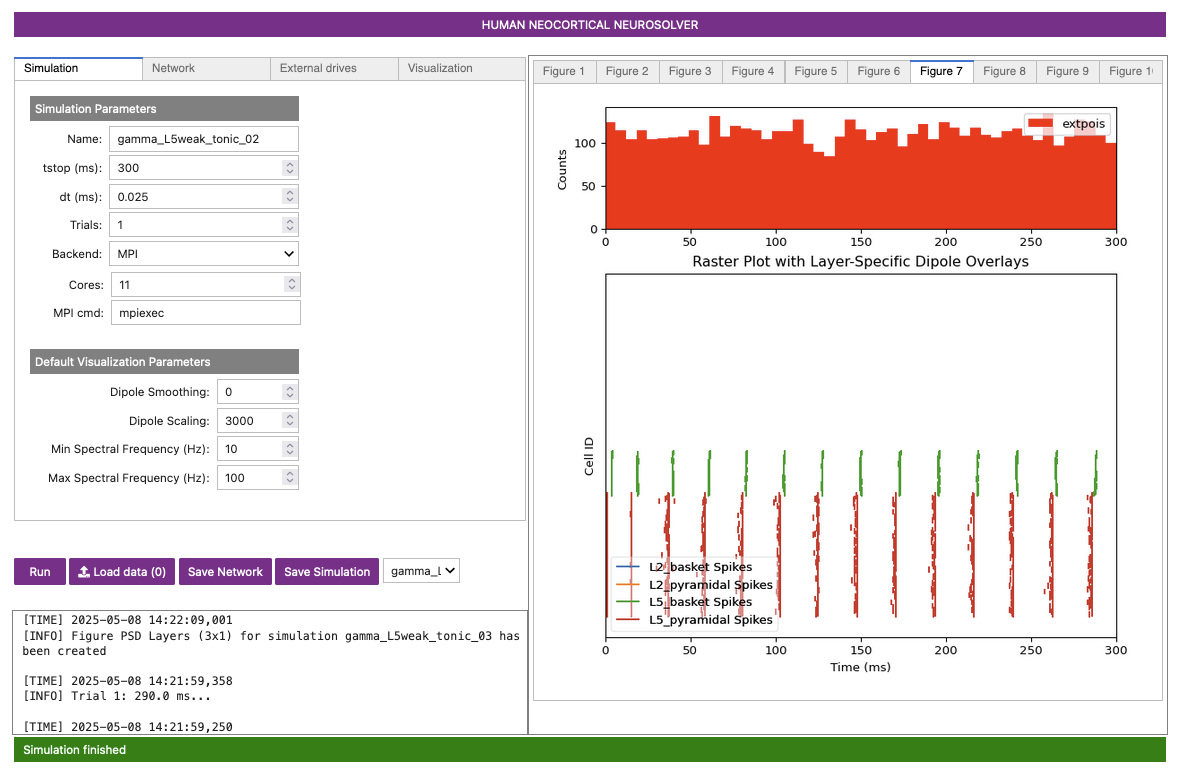 HUMAN NEOCORTICAL NEUROSOLVER
Simulation
Network
External drives
Visualization
Simulation Parameters
Name: gamma_L5weak_tonic_02
tstop (ms): 300
dt (ms): 0.025
Trials: 1
Backend: MPI
Cores: 11
MPI cmd: mpiexec
Default Visualization Parameters
Dipole Smoothing: 0
Dipole Scaling: 3000
Min Spectral Frequency (Hz): 10
Max Spectral Frequency (Hz): 100
Run
Load data (0)
Save Network
Save Simulation
gamma_L
[TIME] 2025-05-08 14:22:09,001
[INFO] Figure PSD Layers (3x1) for simulation gamma_L5weak_tonic_03 has
been created
[TIME] 2025-05-08 14:21:59,358
[INFO] Trial 1: 290.0 ms...
[TIME] 2025-05-08 14:21:59,250
Figure 1
Figure 2
Figure 3
Figure 4
Figure 5
Figure 6
Figure 7
Figure 8
Figure 9
Figure
extpois
Counts
100
50
0
0 50 100 150 200 250 300
Raster Plot with Layer-Specific Dipole Overlays
Cell ID
L2_basket Spikes
L2_pyramidal Spikes
L5_basket Spikes
L5_pyramidal Spikes
0 50 100 150 200 250 300
Time (ms)
Simulation finished